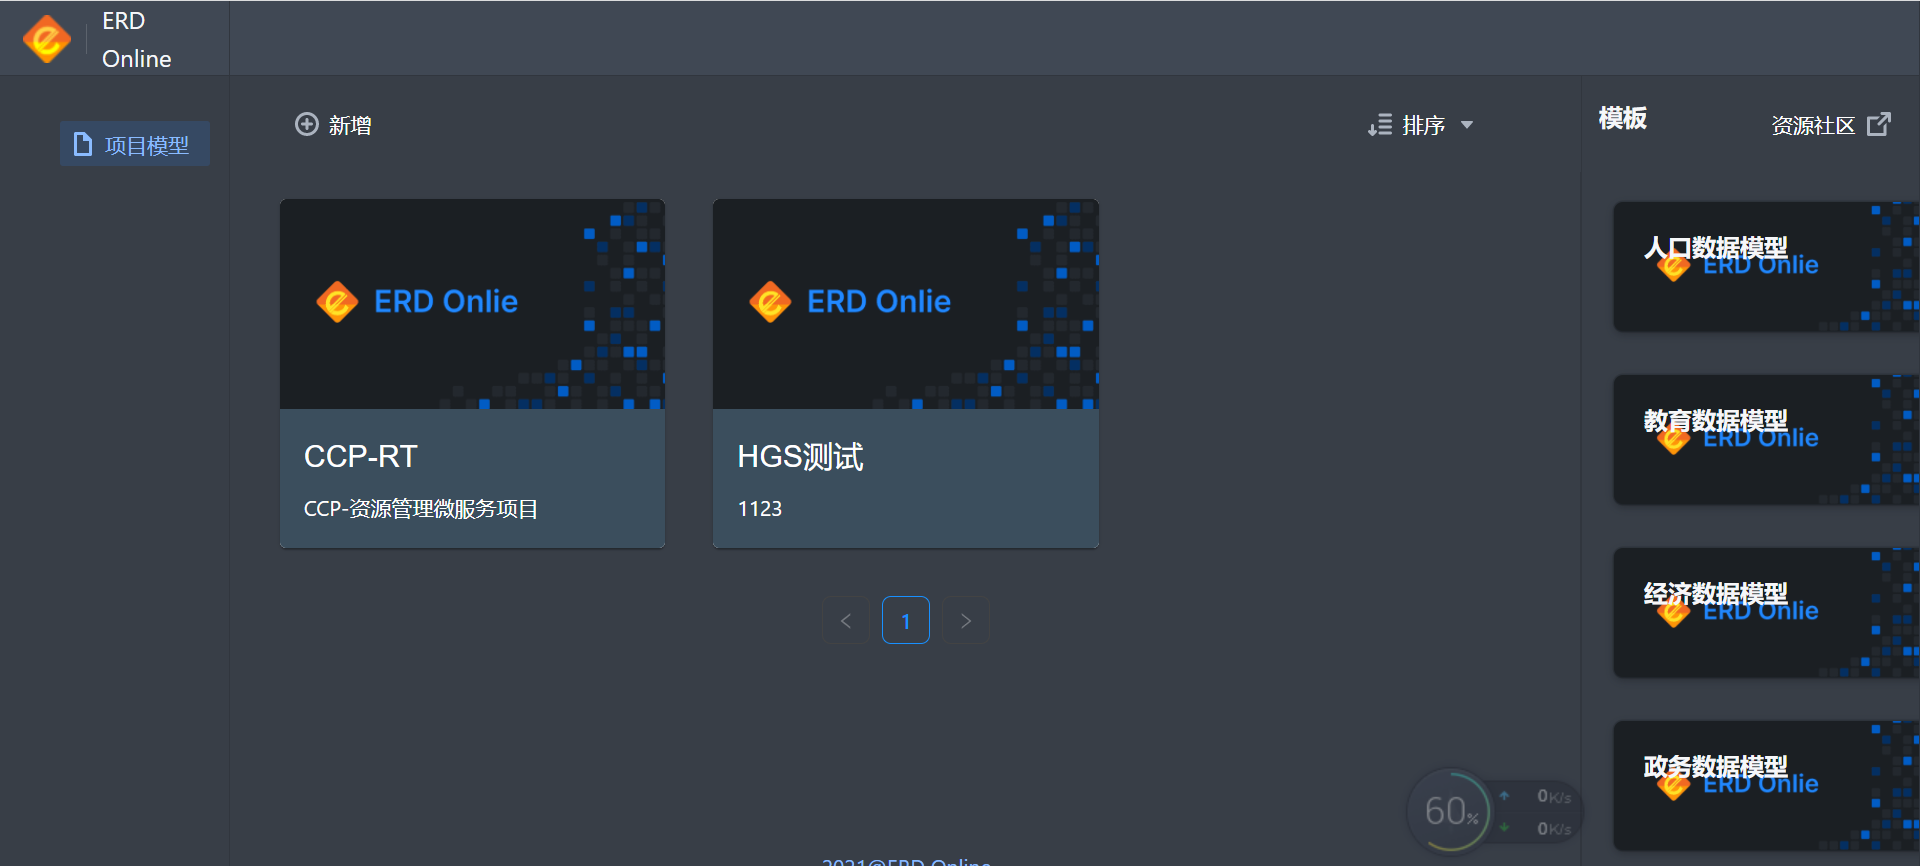 ERD
Online
项目模型
新增
排序
模板
资源社区
ERD Onlie
CCP-RT
CCP-资源管理微服务项目
ERD Onlie
HGS测试
1123
1
人口数据模型
ERD Onlie
教育数据模型
ERD Onlie
经济数据模型
ERD Onlie
政务数据模型
ERD Onlie
60%
0K/s
0K/s
2021@ERD Online